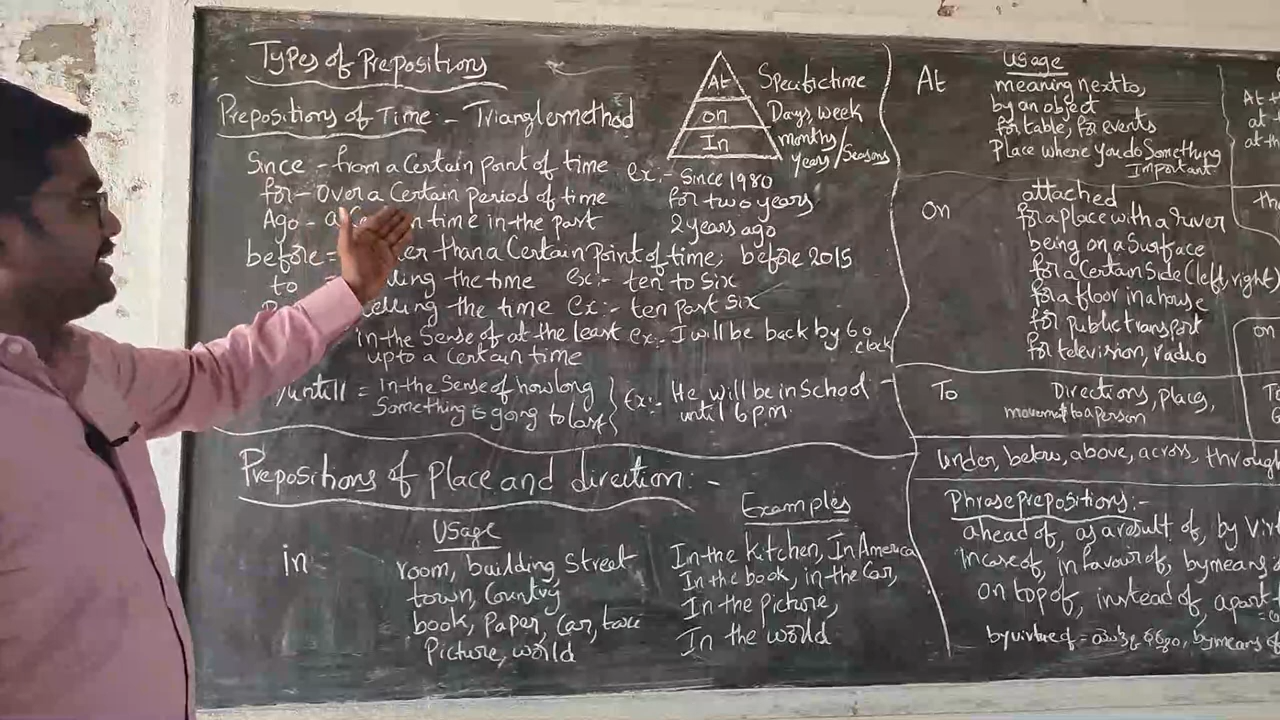 Types of Prepositions
Prepositions of Time :- Triangle method
At Specific time
on Days, week
In months/
years/Seasons
Since - from a Certain point of time ex:- Since 1980
for - Over a Certain period of time for two years
Ago - a time in the past 2 years ago
before = than a Certain Point of time, before 2015
to the time ex:- ten to Six
telling the time Ex:- ten past Six
in the Sense of at the least ex:- I will be back by 6 o
clock
upto a Certain time
/untill = in the Sense of how long Ex:- He will be in School
Something is going to last until 6 p.m.
Prepositions of Place and direction :-
Usage Examples
in room, building, Street In the Kitchen, In America
town, Country In the book, in the Car,
book, Paper, Car, taxi In the picture,
Picture, world In the world
Usage
At meaning next to,
by an object
for table, for events
Place where you do Something
Important
On attached
for a place with a river
being on a Surface
for a Certain Side (left, right)
for a floor in a house
for public transport
for television, radio
To Directions, places,
movement to a person
At
at
at
on
under, below, above, across, through
Phrase prepositions :-
ahead of, as a result of, by
In case of, in favour of, by means
on top of, instead of, apart
by virtue of = by means of